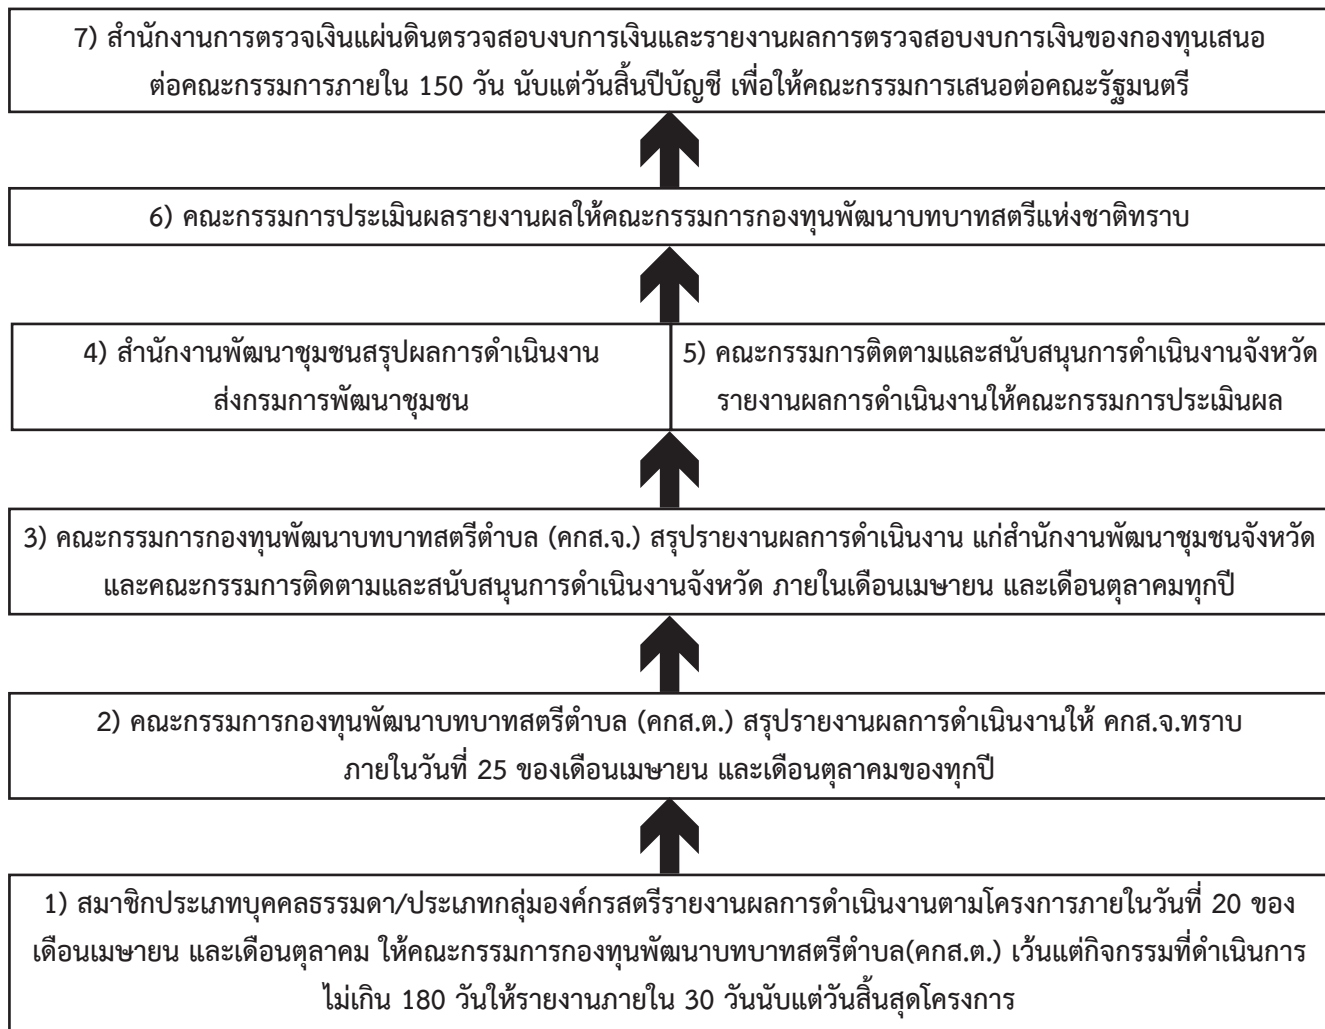 7) สำนักงานการตรวจเงินแผ่นดินตรวจสอบงบการเงินและรายงานผลการตรวจสอบงบการเงินของกองทุนเสนอ
ต่อคณะกรรมการภายใน 150 วัน นับแต่วันสิ้นปีบัญชี เพื่อให้คณะกรรมการเสนอต่อคณะรัฐมนตรี
6) คณะกรรมการประเมินผลรายงานผลให้คณะกรรมการกองทุนพัฒนาบทบาทสตรีแห่งชาติทราบ
4) สำนักงานพัฒนาชุมชนสรุปผลการดำเนินงาน
ส่งกรมการพัฒนาชุมชน
5) คณะกรรมการติดตามและสนับสนุนการดำเนินงานจังหวัด
รายงานผลการดำเนินงานให้คณะกรรมการประเมินผล
3) คณะกรรมการกองทุนพัฒนาบทบาทสตรีตำบล (คกส.จ.) สรุปรายงานผลการดำเนินงาน แก่สำนักงานพัฒนาชุมชนจังหวัด
และคณะกรรมการติดตามและสนับสนุนการดำเนินงานจังหวัด ภายในเดือนเมษายน และเดือนตุลาคมทุกปี
2) คณะกรรมการกองทุนพัฒนาบทบาทสตรีตำบล (คกส.ต.) สรุปรายงานผลการดำเนินงานให้ คกส.จ.ทราบ
ภายในวันที่ 25 ของเดือนเมษายน และเดือนตุลาคมของทุกปี
1) สมาชิกประเภทบุคคลธรรมดา/ประเภทกลุ่มองค์กรสตรีรายงานผลการดำเนินงานตามโครงการภายในวันที่ 20 ของ
เดือนเมษายน และเดือนตุลาคม ให้คณะกรรมการกองทุนพัฒนาบทบาทสตรีตำบล(คกส.ต.) เว้นแต่กิจกรรมที่ดำเนินการ
ไม่เกิน 180 วันให้รายงานภายใน 30 วันนับแต่วันสิ้นสุดโครงการ